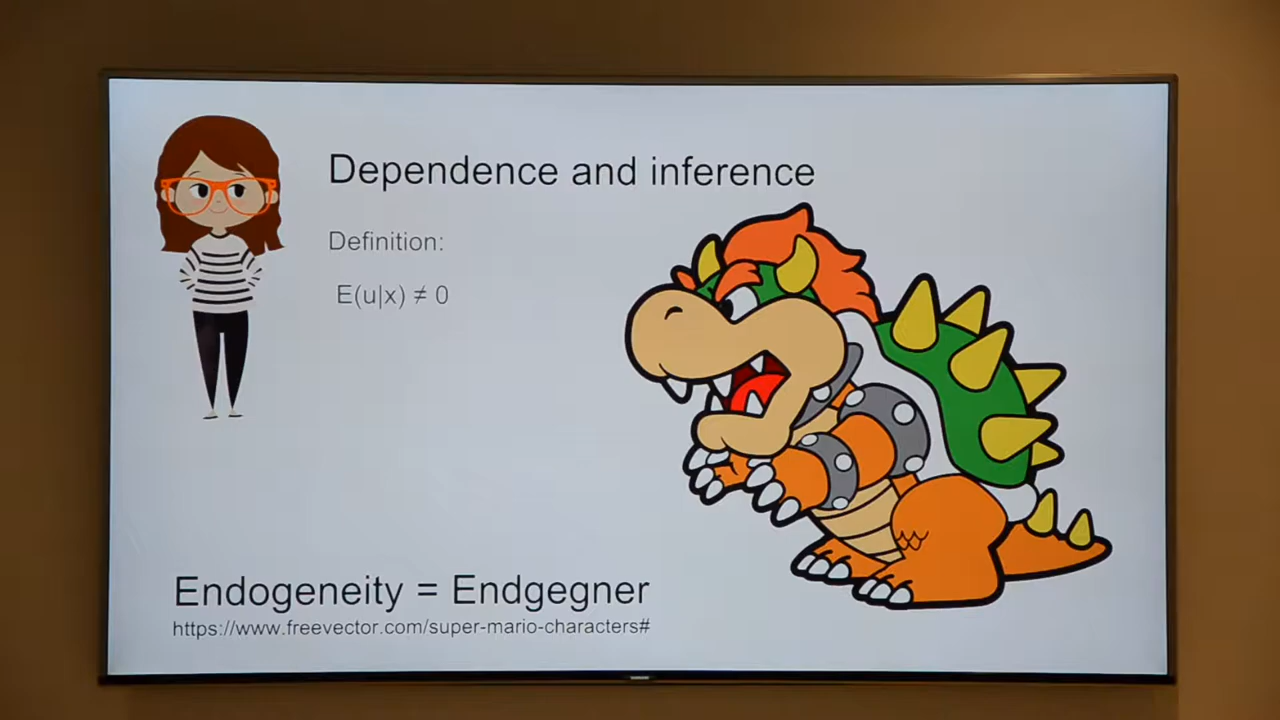 Dependence and inference
Definition:
E(u|x) ≠ 0
Endogeneity = Endgegner
https://www.freevector.com/super-mario-characters#